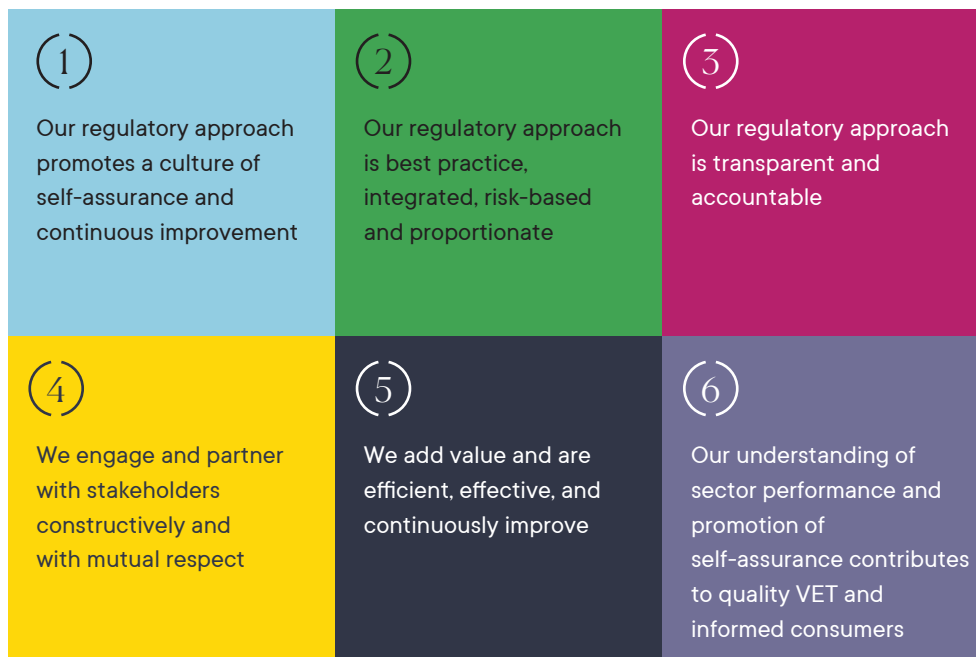 1
Our regulatory approach
promotes a culture of
self-assurance and
continuous improvement
2
Our regulatory approach
is best practice,
integrated, risk-based
and proportionate
3
Our regulatory approach
is transparent and
accountable
4
We engage and partner
with stakeholders
constructively and
with mutual respect
5
We add value and are
efficient, effective, and
continuously improve
6
Our understanding of
sector performance and
promotion of
self-assurance contributes
to quality VET and
informed consumers